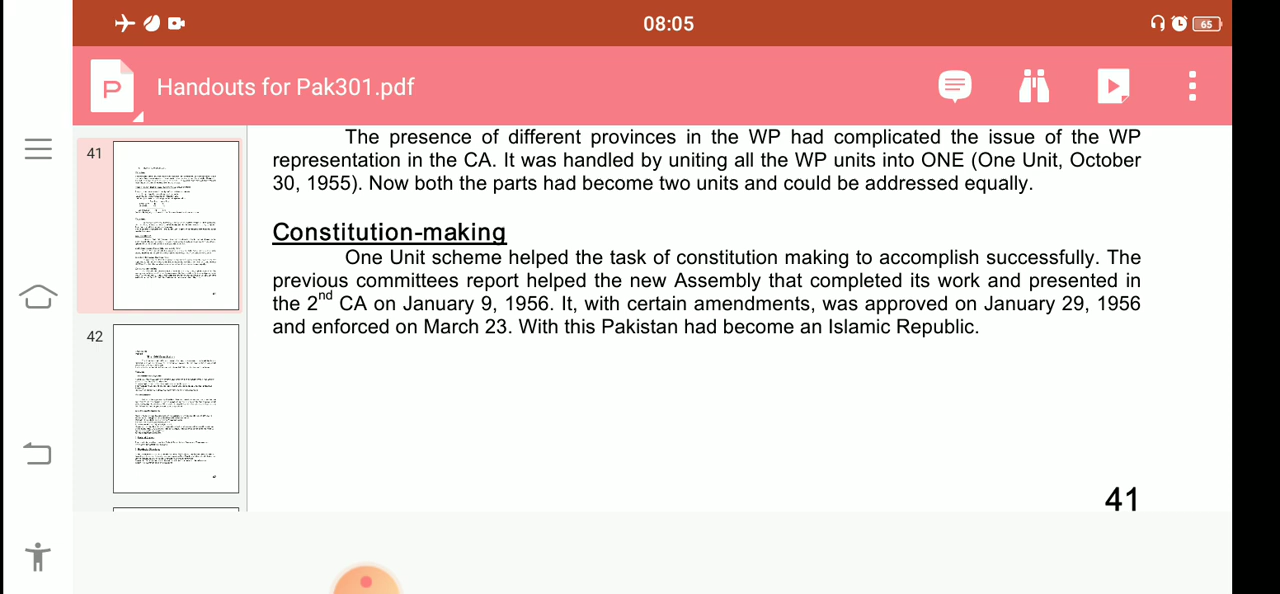 08:05
65
P
Handouts for Pak301.pdf
41
The presence of different provinces in the WP had complicated the issue of the WP
representation in the CA. It was handled by uniting all the WP units into ONE (One Unit, October
30, 1955). Now both the parts had become two units and could be addressed equally.
Constitution-making
One Unit scheme helped the task of constitution making to accomplish successfully. The
previous committees report helped the new Assembly that completed its work and presented in
the 2nd CA on January 9, 1956. It, with certain amendments, was approved on January 29, 1956
and enforced on March 23. With this Pakistan had become an Islamic Republic.
42
41